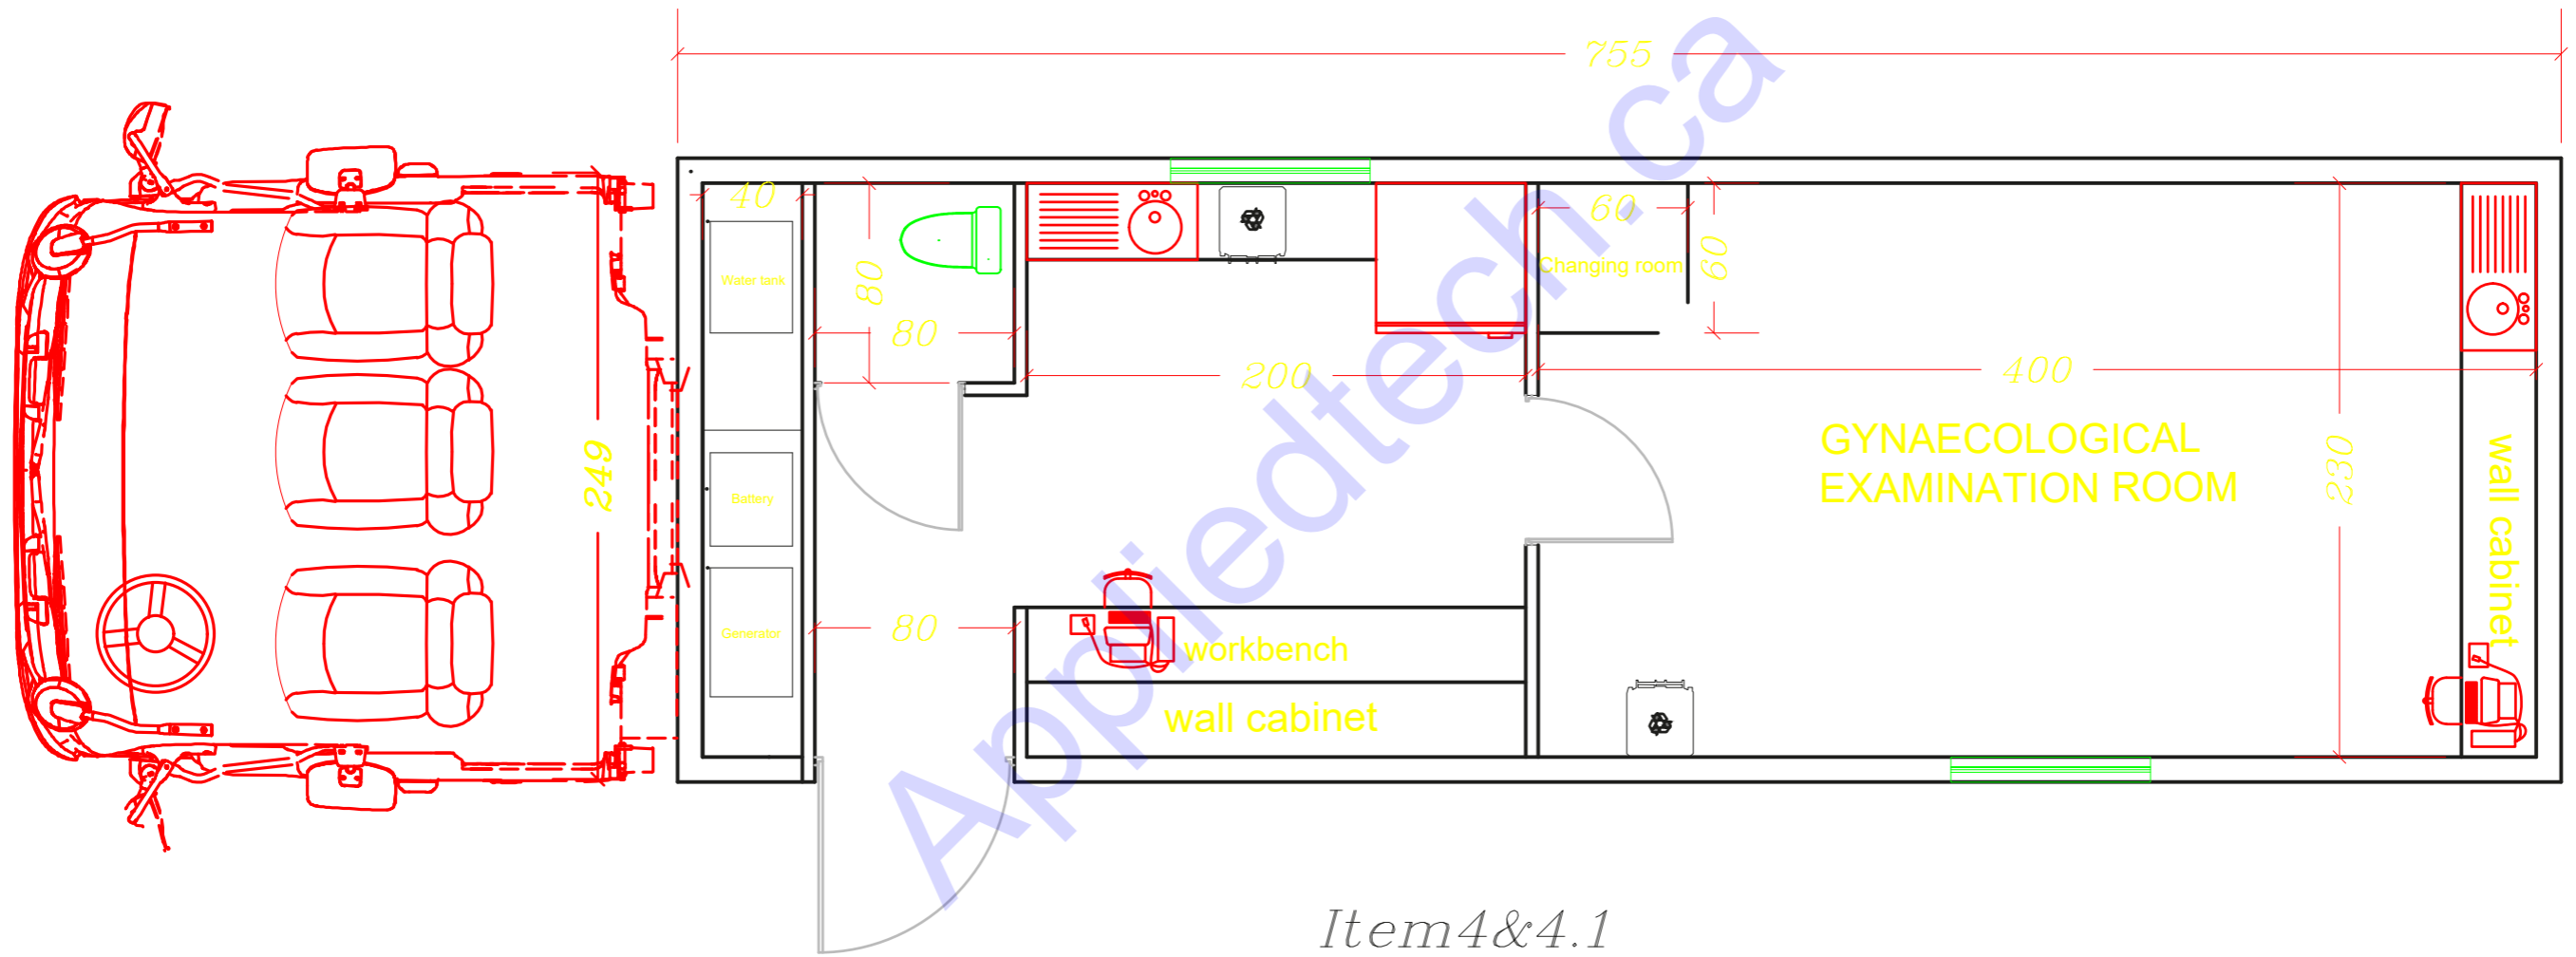 755
40
Water tank
80
80
60
Changing room
60
200
400
GYNAECOLOGICAL
EXAMINATION ROOM
230
wall cabinet
249
Battery
Generator
80
workbench
wall cabinet
Appliedtech.ca
Item4&4.1